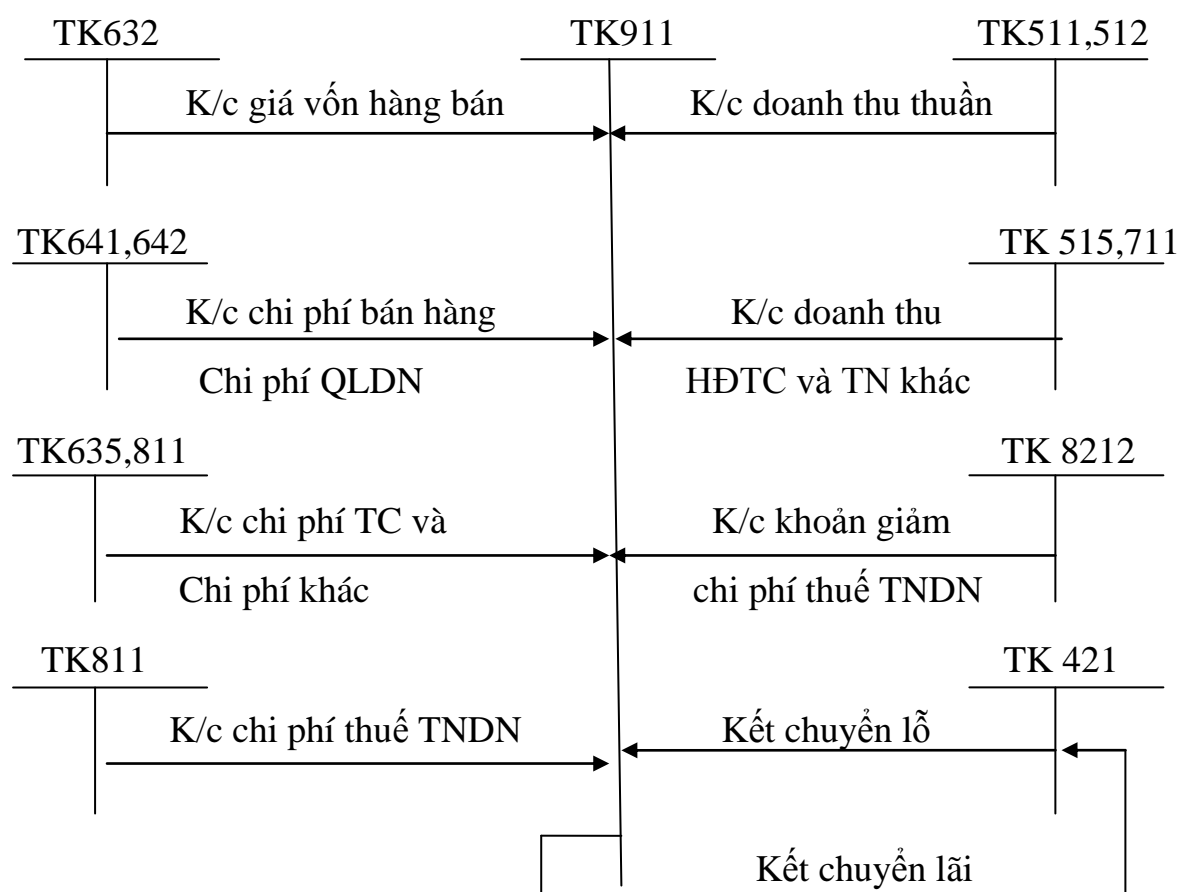 TK632 TK911 TK511,512
K/c giá vốn hàng bán K/c doanh thu thuần
TK641,642 TK 515,711
K/c chi phí bán hàng K/c doanh thu
Chi phí QLDN HĐTC và TN khác
TK635,811 TK 8212
K/c chi phí TC và K/c khoản giảm
Chi phí khác chi phí thuế TNDN
TK811 TK 421
K/c chi phí thuế TNDN Kết chuyển lỗ
Kết chuyển lãi